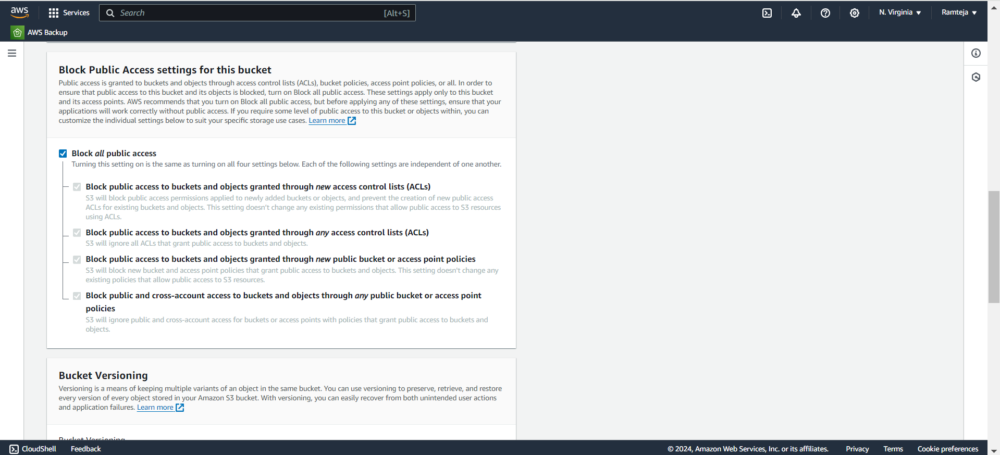 aws
Services
Search
[Alt+S]
N. Virginia
Ramteja
AWS Backup
Block Public Access settings for this bucket
Public access is granted to buckets and objects through access control lists (ACLs), bucket policies, access point policies, or all. In order to
ensure that public access to this bucket and its objects is blocked, turn on Block all public access. These settings apply only to this bucket
and its access points. AWS recommends that you turn on Block all public access, but before applying any of these settings, ensure that your
applications will work correctly without public access. If you require some level of public access to this bucket or objects within, you can
customize the individual settings below to suit your specific storage use cases. Learn more
Block all public access
Turning this setting on is the same as turning on all four settings below. Each of the following settings are independent of one another.
Block public access to buckets and objects granted through new access control lists (ACLs)
S3 will block public access permissions applied to newly added buckets or objects, and prevent the creation of new public access
ACLs for existing buckets and objects. This setting doesn't change any existing permissions that allow public access to S3 resources
using ACLs.
Block public access to buckets and objects granted through any access control lists (ACLs)
S3 will ignore all ACLs that grant public access to buckets and objects.
Block public access to buckets and objects granted through new public bucket or access point policies
S3 will block new bucket and access point policies that grant public access to buckets and objects. This setting doesn't change any
existing policies that allow public access to S3 resources.
Block public and cross-account access to buckets and objects through any public bucket or access point
policies
S3 will ignore public and cross-account access for buckets or access points with policies that grant public access to buckets and
objects.
Bucket Versioning
Versioning is a means of keeping multiple variants of an object in the same bucket. You can use versioning to preserve, retrieve, and restore
every version of every object stored in your Amazon S3 bucket. With versioning, you can easily recover from both unintended user actions
and application failures. Learn more
Bucket Versioning
CloudShell
Feedback
© 2024, Amazon Web Services, Inc. or its affiliates.
Privacy
Terms
Cookie preferences